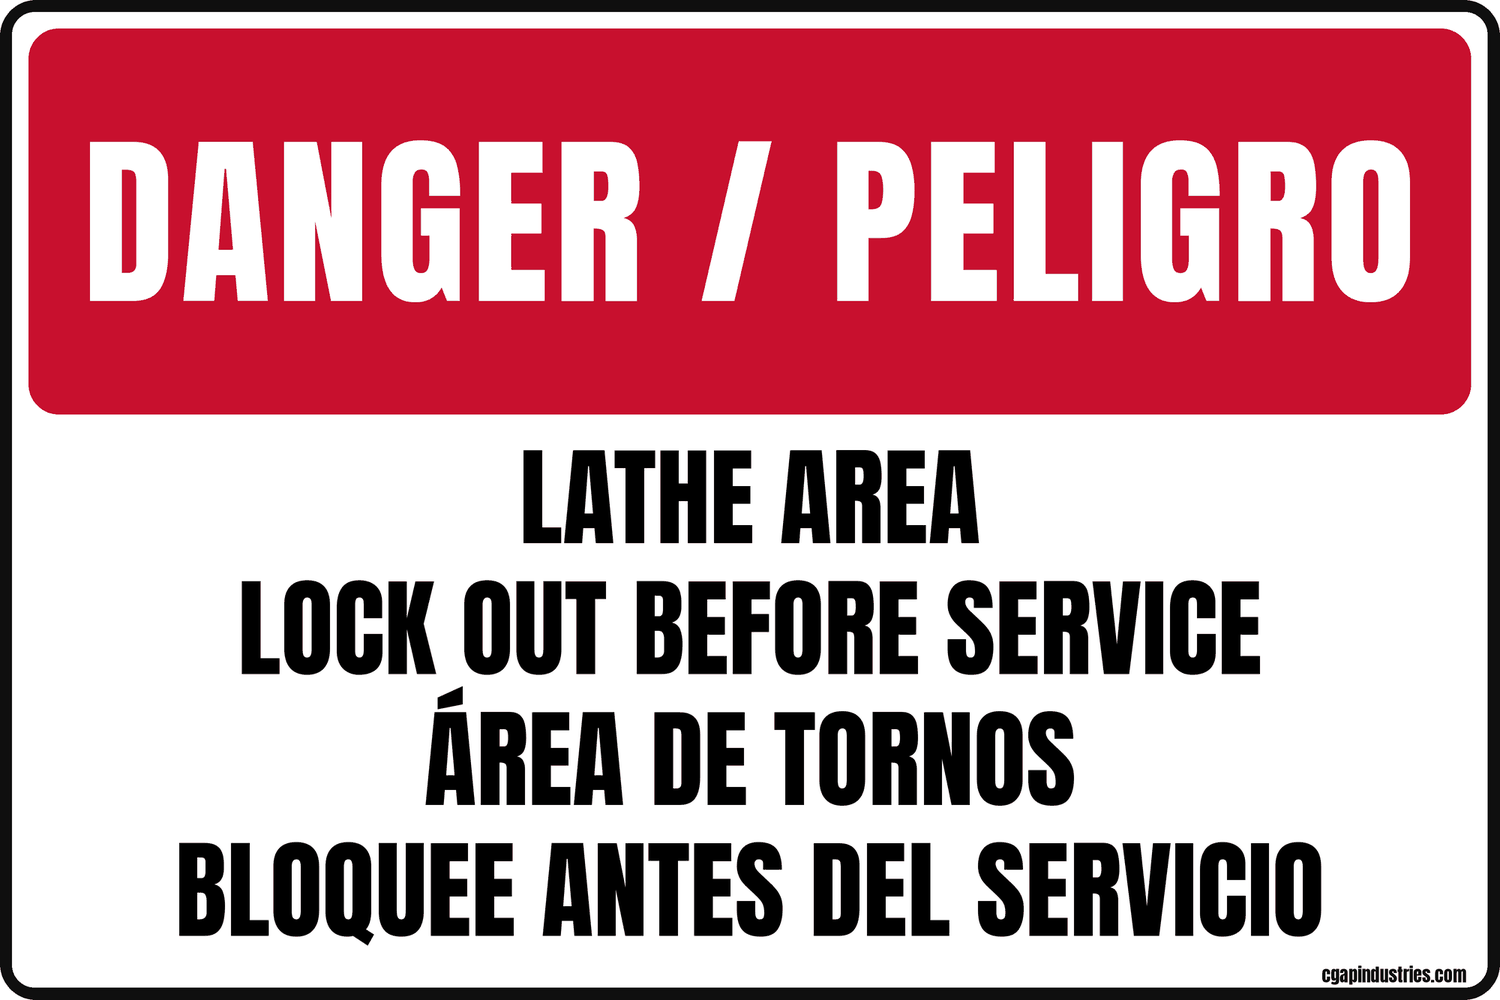 DANGER / PELIGRO
LATHE AREA
LOCK OUT BEFORE SERVICE
ÁREA DE TORNOS
BLOQUEE ANTES DEL SERVICIO
cgapindustries.com